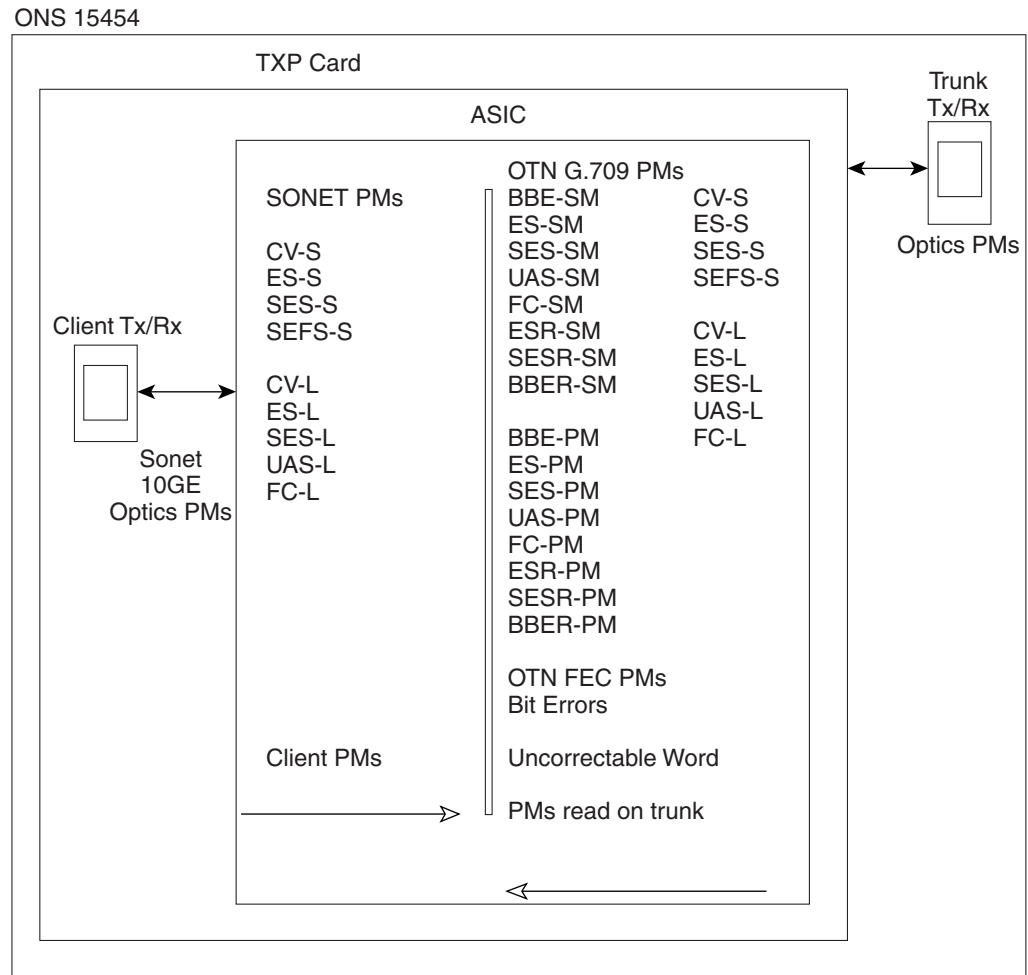 ONS 15454
TXP Card
Trunk
Tx/Rx
Optics PMs
ASIC
Client Tx/Rx
Sonet
10GE
Optics PMs
SONET PMs
CV-S
ES-S
SES-S
SEFS-S
CV-L
ES-L
SES-L
UAS-L
FC-L
Client PMs
OTN G.709 PMs
BBE-SM
ES-SM
SES-SM
UAS-SM
FC-SM
ESR-SM
SESR-SM
BBER-SM
BBE-PM
ES-PM
SES-PM
UAS-PM
FC-PM
ESR-PM
SESR-PM
BBER-PM
OTN FEC PMs
Bit Errors
Uncorrectable Word
PMs read on trunk
CV-S
ES-S
SES-S
SEFS-S
CV-L
ES-L
SES-L
UAS-L
FC-L